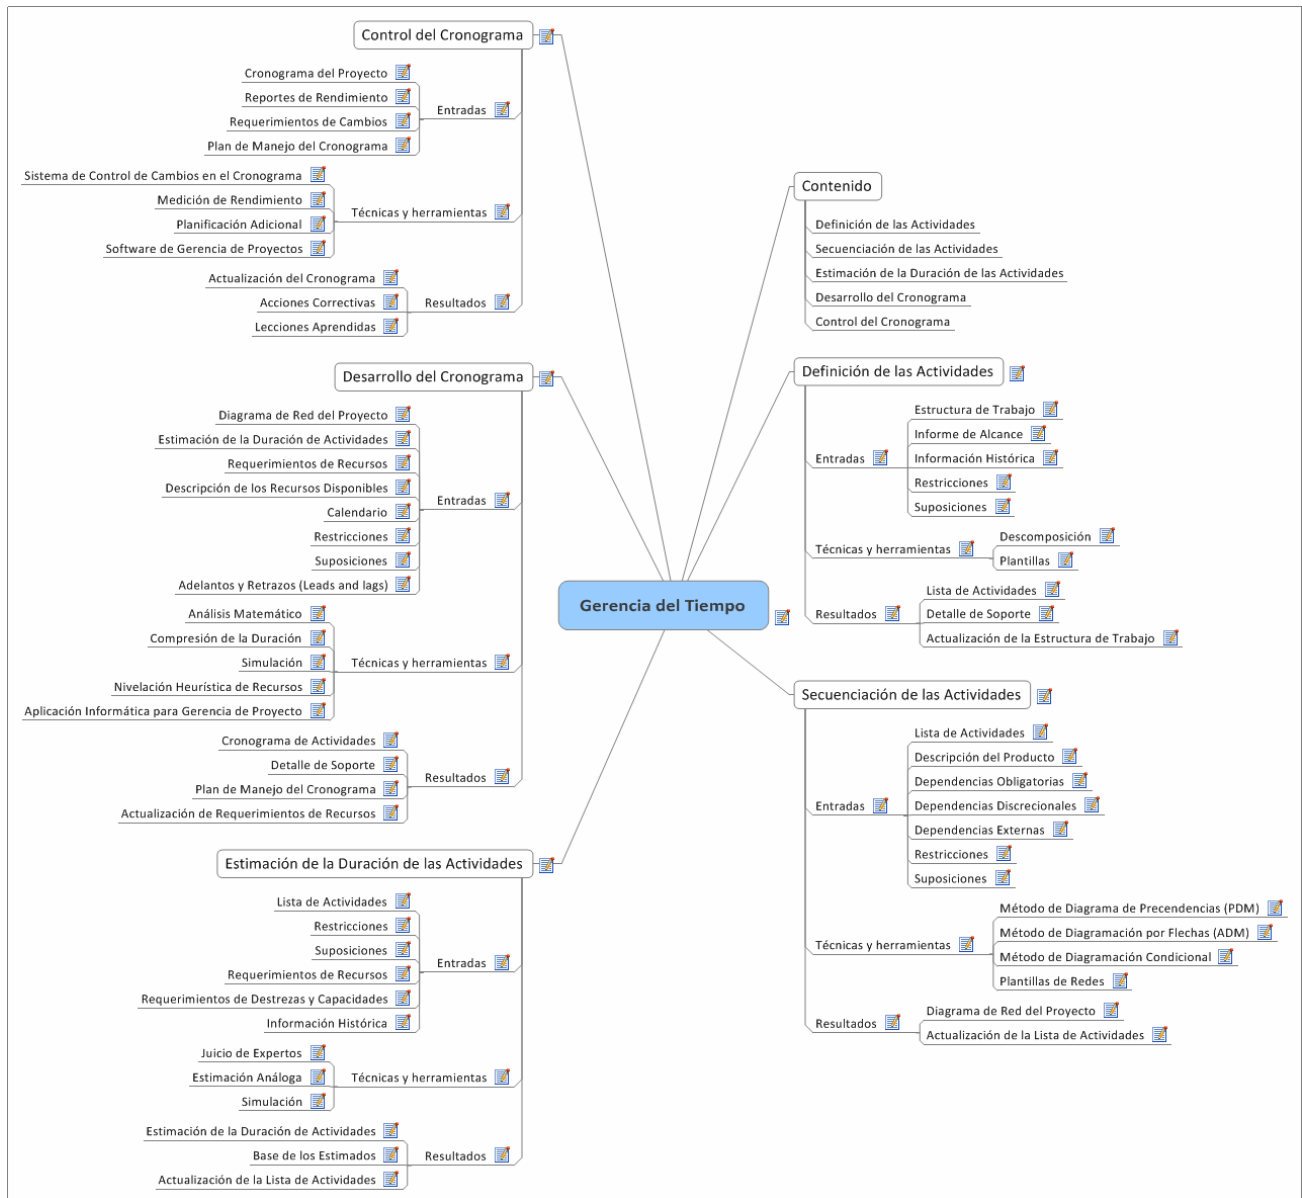 Gerencia del Tiempo
Contenido
Definición de las Actividades
Secuenciación de las Actividades
Estimación de la Duración de las Actividades
Desarrollo del Cronograma
Control del Cronograma
Definición de las Actividades
Entradas
Estructura de Trabajo
Informe de Alcance
Información Histórica
Restricciones
Suposiciones
Técnicas y herramientas
Descomposición
Plantillas
Resultados
Lista de Actividades
Detalle de Soporte
Actualización de la Estructura de Trabajo
Secuenciación de las Actividades
Entradas
Lista de Actividades
Descripción del Producto
Dependencias Obligatorias
Dependencias Discrecionales
Dependencias Externas
Restricciones
Suposiciones
Técnicas y herramientas
Método de Diagrama de Precendencias (PDM)
Método de Diagramación por Flechas (ADM)
Método de Diagramación Condicional
Plantillas de Redes
Resultados
Diagrama de Red del Proyecto
Actualización de la Lista de Actividades
Estimación de la Duración de las Actividades
Entradas
Lista de Actividades
Restricciones
Suposiciones
Requerimientos de Recursos
Requerimientos de Destrezas y Capacidades
Información Histórica
Técnicas y herramientas
Juicio de Expertos
Estimación Análoga
Simulación
Resultados
Estimación de la Duración de Actividades
Base de los Estimados
Actualización de la Lista de Actividades
Desarrollo del Cronograma
Entradas
Diagrama de Red del Proyecto
Estimación de la Duración de Actividades
Requerimientos de Recursos
Descripción de los Recursos Disponibles
Calendario
Restricciones
Suposiciones
Adelantos y Retrazos (Leads and lags)
Técnicas y herramientas
Análisis Matemático
Compresión de la Duración
Simulación
Nivelación Heurística de Recursos
Aplicación Informática para Gerencia de Proyecto
Resultados
Cronograma de Actividades
Detalle de Soporte
Plan de Manejo del Cronograma
Actualización de Requerimientos de Recursos
Control del Cronograma
Entradas
Cronograma del Proyecto
Reportes de Rendimiento
Requerimientos de Cambios
Plan de Manejo del Cronograma
Técnicas y herramientas
Sistema de Control de Cambios en el Cronograma
Medición de Rendimiento
Planificación Adicional
Software de Gerencia de Proyectos
Resultados
Actualización del Cronograma
Acciones Correctivas
Lecciones Aprendidas